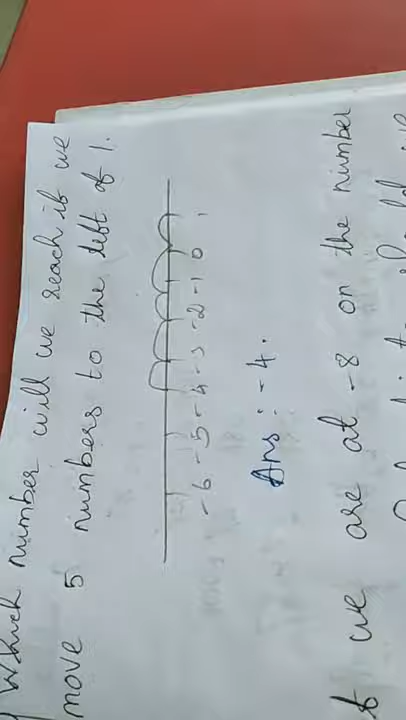 Which number will we reach if we
move 5 numbers to the left of 1.
-6 -5 -4 -3 -2 -1 0 1
Ans: -4.
we are at -8 on the number